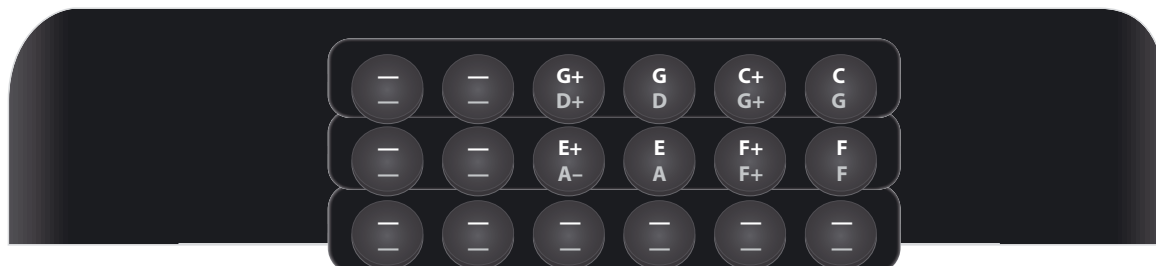 — — G+ G C+ C
— — D+ D G+ G
— — E+ E F+ F
— — A– A F+ F
— — — — — —
— — — — — —